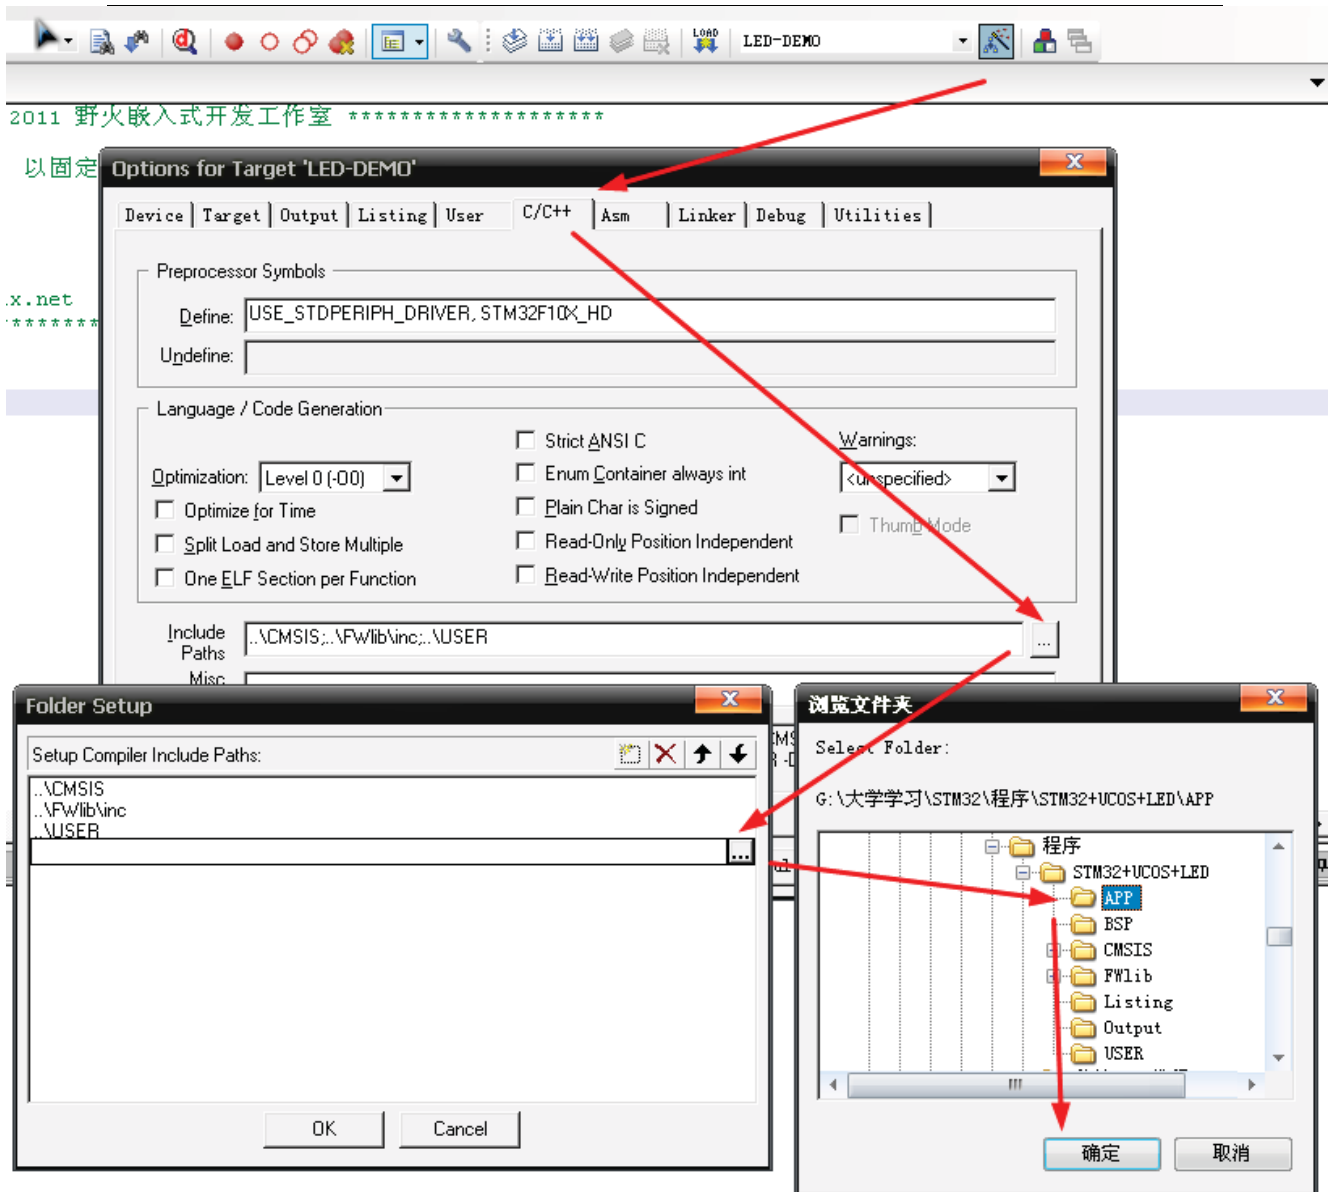 LOAD
LED-DEMO
2011 野火嵌入式开发工作室 ********************
以固定
Options for Target 'LED-DEMO'
Device Target Output Listing User C/C++ Asm Linker Debug Utilities
Preprocessor Symbols
x.net
Define: USE_STDPERIPH_DRIVER, STM32F10X_HD
********
Undefine:
Language / Code Generation
Strict ANSI C
Warnings:
Optimization: Level 0 (-O0)
Enum Container always int
<unspecified>
Optimize for Time
Plain Char is Signed
Thumb Mode
Split Load and Store Multiple
Read-Only Position Independent
One ELF Section per Function
Read-Write Position Independent
Include
Paths
..\CMSIS;..\FWlib\inc;..\USER
...
Misc
Folder Setup
Setup Compiler Include Paths:
..\CMSIS
..\FWlib\inc
..\USER
...
OK Cancel
浏览文件夹
Select Folder:
G:\大学学习\STM32\程序\STM32+UCOS+LED\APP
程序
STM32+UCOS+LED
APP
BSP
CMSIS
FWlib
Listing
Output
USER
确定 取消